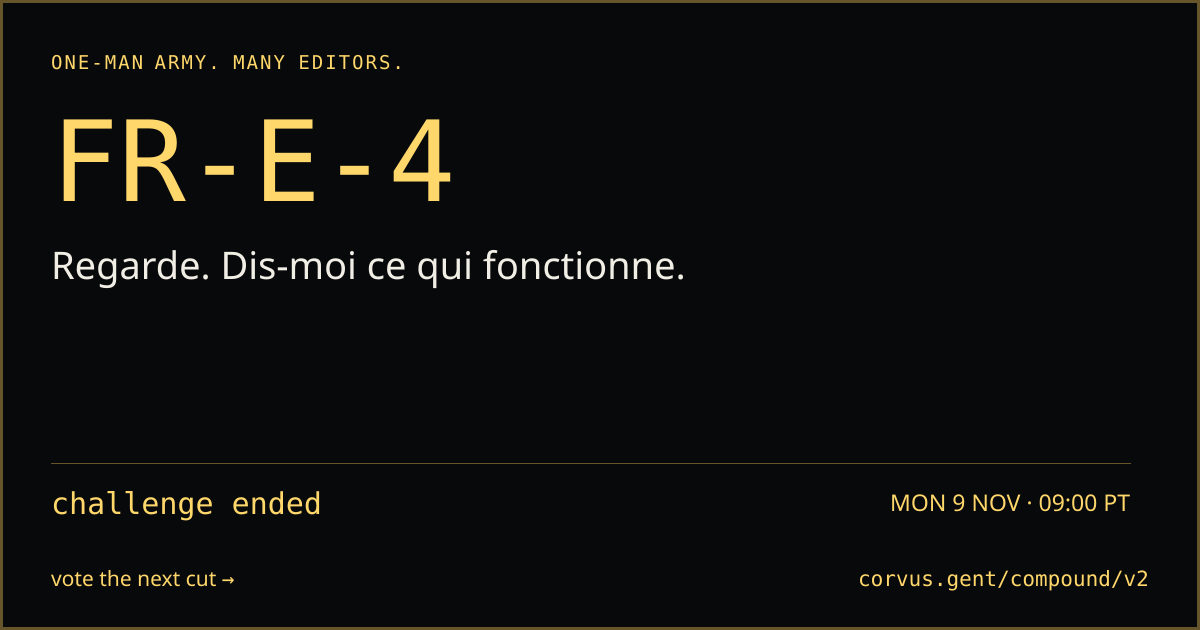 ONE-MAN ARMY. MANY EDITORS.
FR-E-4
Regarde. Dis-moi ce qui fonctionne.
challenge ended
MON 9 NOV · 09:00 PT
vote the next cut →
corvus.gent/compound/v2